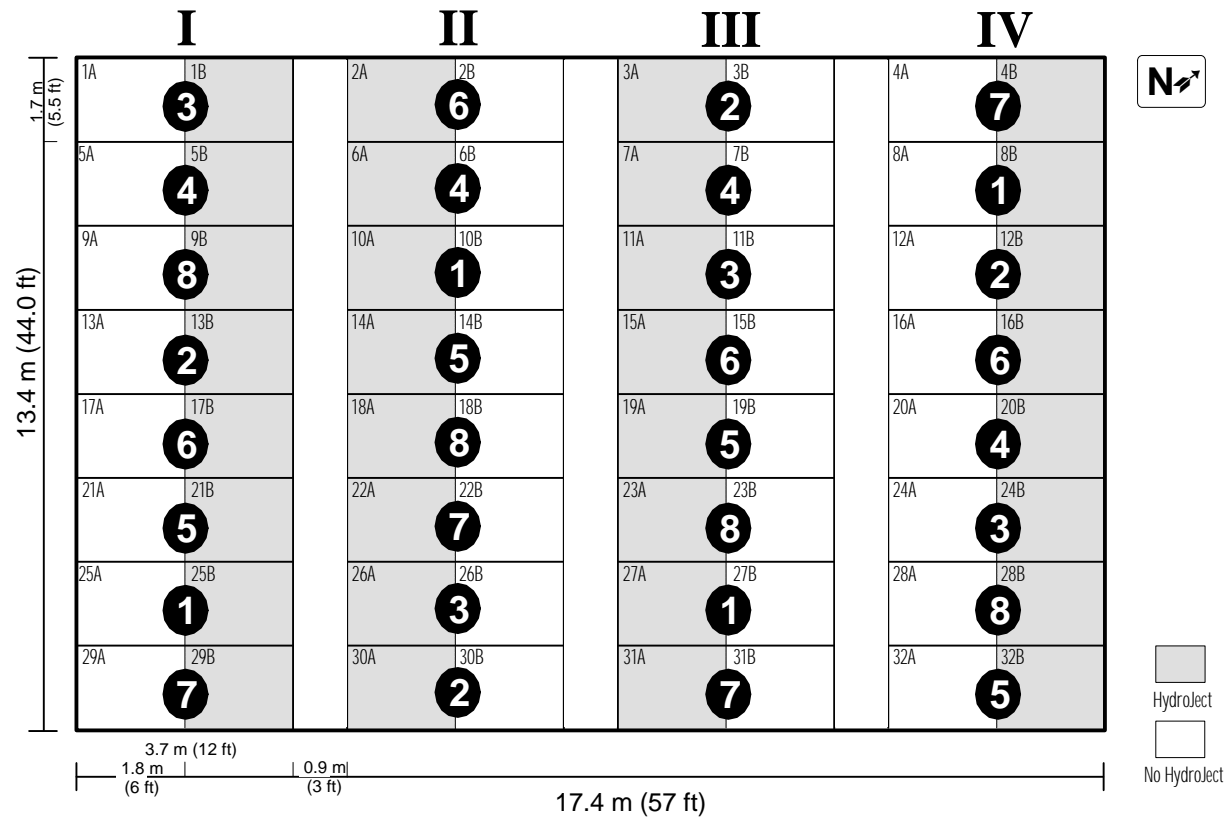 I II III IV
1.7 m
(5.5 ft)
13.4 m (44.0 ft)
1A 1B 2A 2B 3A 3B 4A 4B
3 6 2 7
5A 5B 6A 6B 7A 7B 8A 8B
4 4 4 1
9A 9B 10A 10B 11A 11B 12A 12B
8 1 3 2
13A 13B 14A 14B 15A 15B 16A 16B
2 5 6 6
17A 17B 18A 18B 19A 19B 20A 20B
6 8 5 4
21A 21B 22A 22B 23A 23B 24A 24B
5 7 8 3
25A 25B 26A 26B 27A 27B 28A 28B
1 3 1 8
29A 29B 30A 30B 31A 31B 32A 32B
7 2 7 5
3.7 m (12 ft)
1.8 m
(6 ft)
0.9 m
(3 ft)
17.4 m (57 ft)
N
HydroJect
No HydroJect